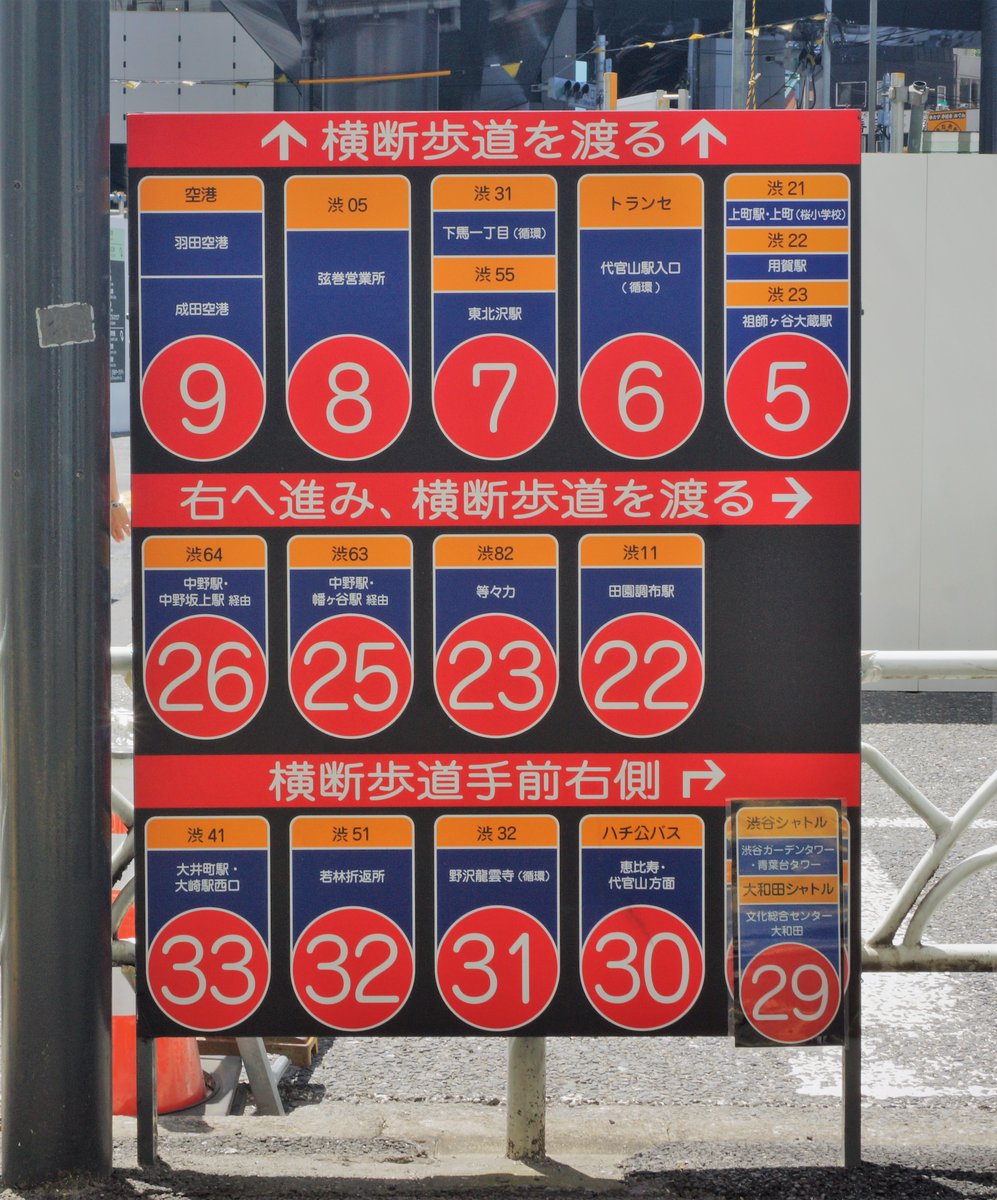 ↑横断歩道を渡る↑
空港
羽田空港
成田空港
9
渋05
弦巻営業所
8
渋31
下馬一丁目(循環)
渋55
東北沢駅
7
トランセ
代官山駅入口
(循環)
6
渋21
上町駅・上町(桜小学校)
渋22
用賀駅
渋23
祖師ヶ谷大蔵駅
5
右へ進み、横断歩道を渡る→
渋64
中野駅・
中野坂上駅 経由
26
渋63
中野駅・
幡ヶ谷駅 経由
25
渋82
等々力
23
渋11
田園調布駅
22
横断歩道手前右側
渋41
大井町駅・
大崎駅西口
33
渋51
若林折返所
32
渋32
野沢龍雲寺(循環)
31
ハチ公バス
恵比寿・
代官山方面
30
渋谷シャトル
渋谷ガーデンタワー
・青葉台タワー
大和田シャトル
文化総合センター
大和田
29